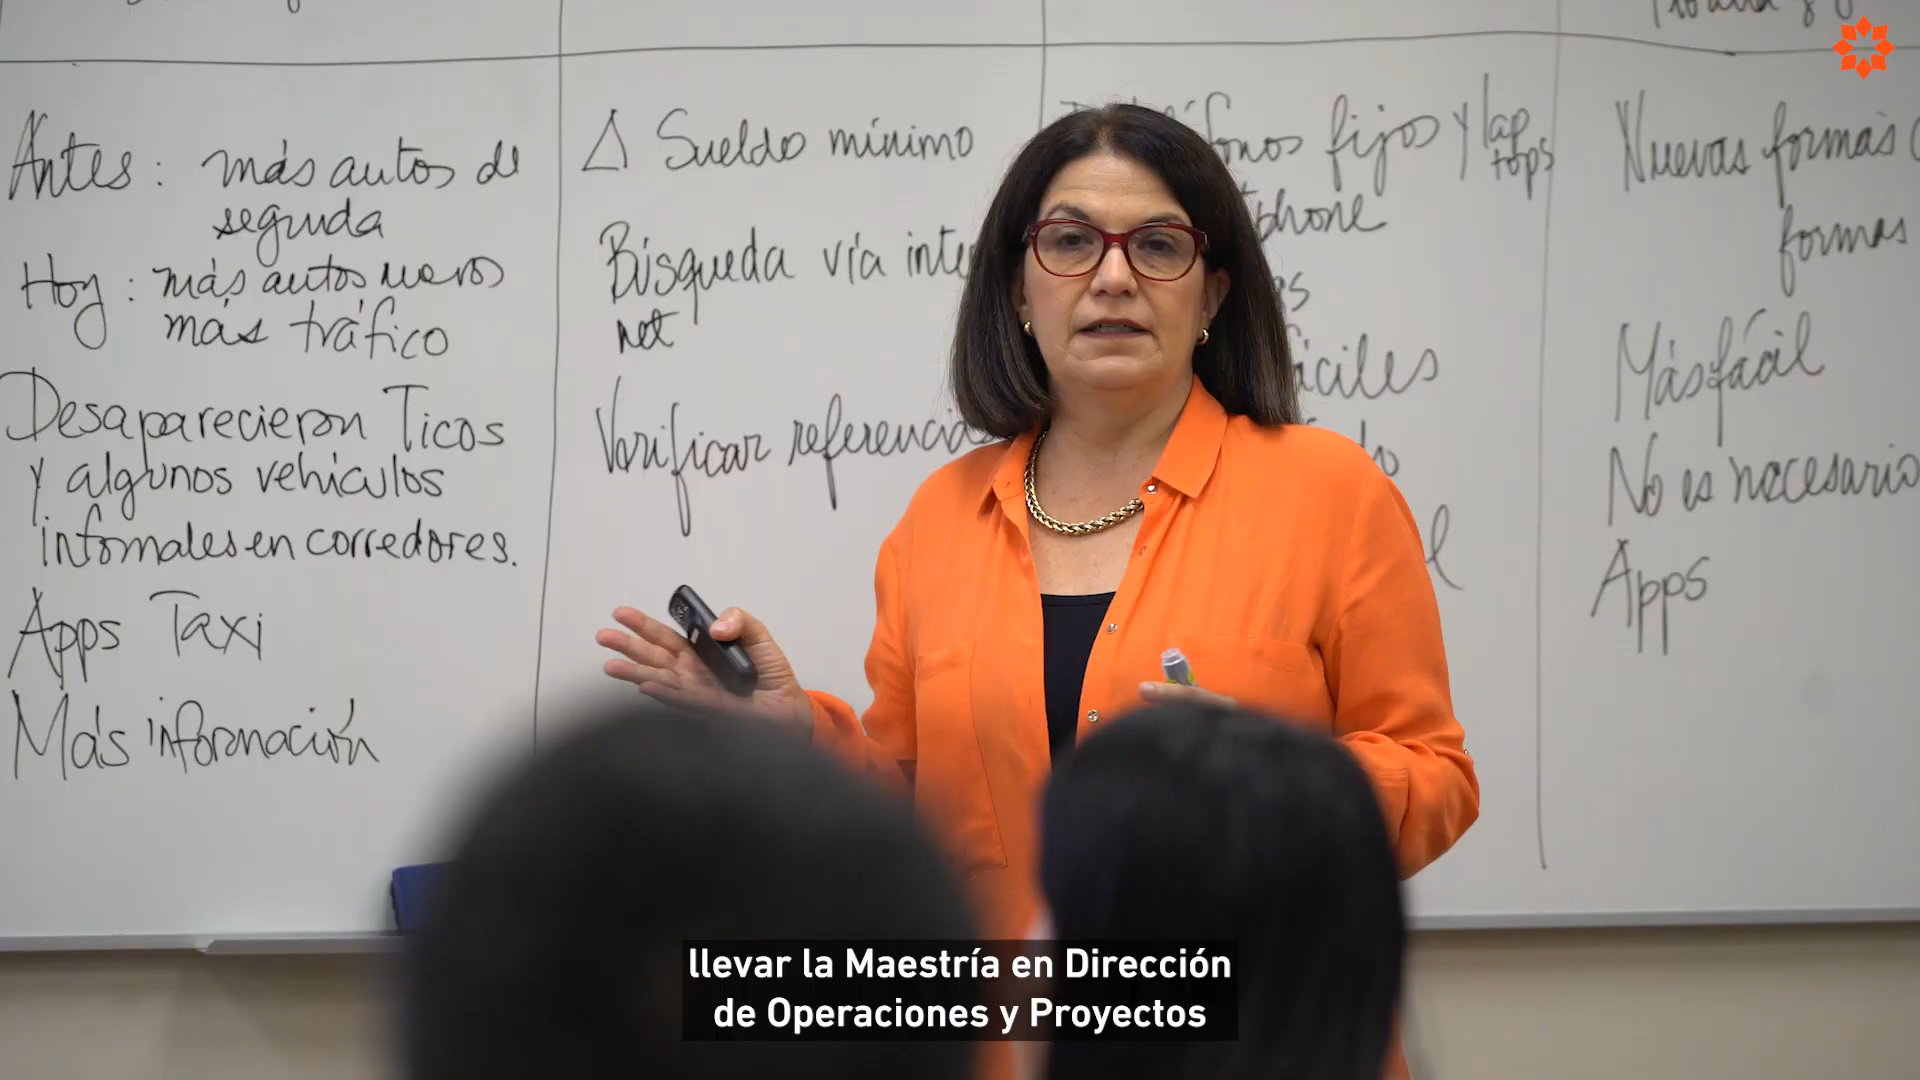 Antes: más autos de
segunda
Hoy: más autos nuevos
más tráfico
Desaparecieron Ticos
y algunos vehículos
informales en corredores.
Apps Taxi
Más información
Δ Sueldo mínimo
Búsqueda vía inter
net
Verificar referencias
fijos y lap
tops
phone
Nuevas formas
formas
Más fácil
No es necesario
Apps
llevar la Maestría en Dirección
de Operaciones y Proyectos